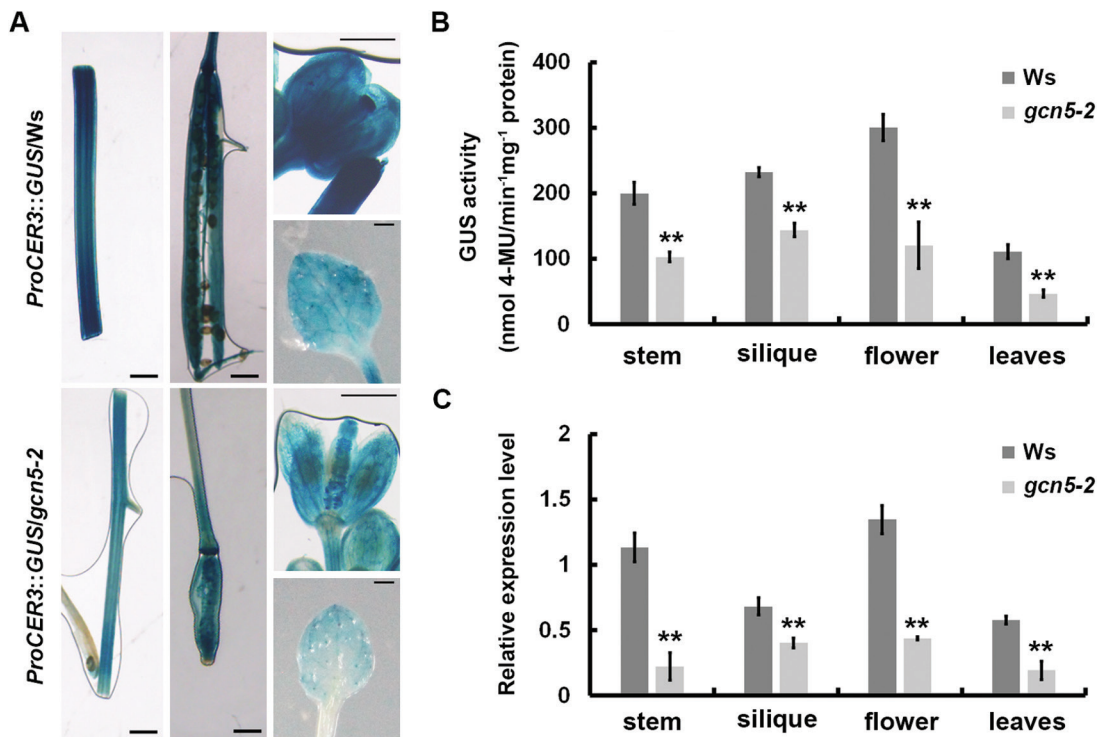 A
ProCER3::GUS/Ws
ProCER3::GUS/gcn5-2
B
GUS activity
(nmol 4-MU/min⁻¹mg⁻¹ protein)
400
300
200
100
0
Ws
gcn5-2
**
**
**
**
stem silique flower leaves
C
Relative expression level
2
1.5
1
0.5
0
Ws
gcn5-2
**
**
**
**
stem silique flower leaves